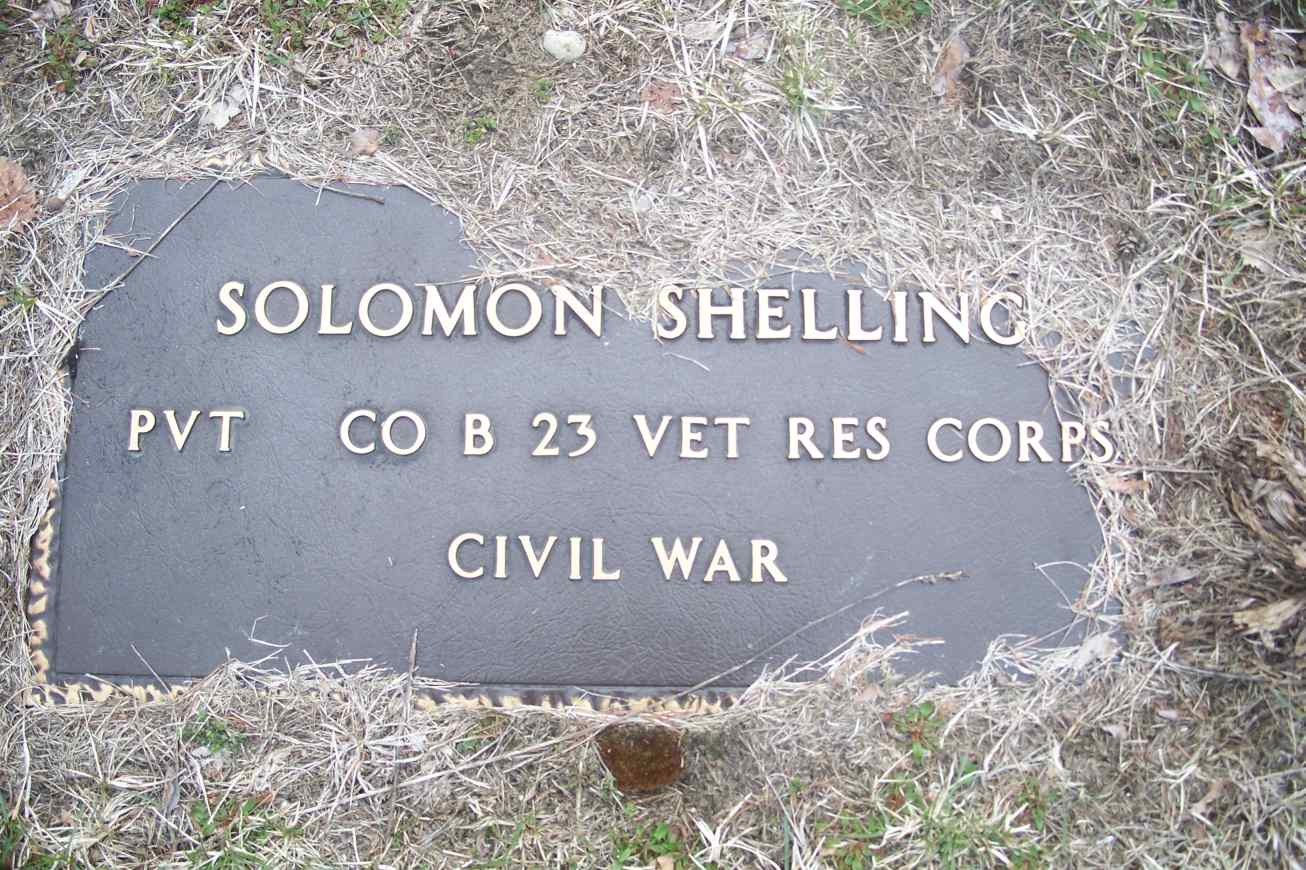 SOLOMON SHELLING
PVT CO B 23 VET RES CORPS
CIVIL WAR